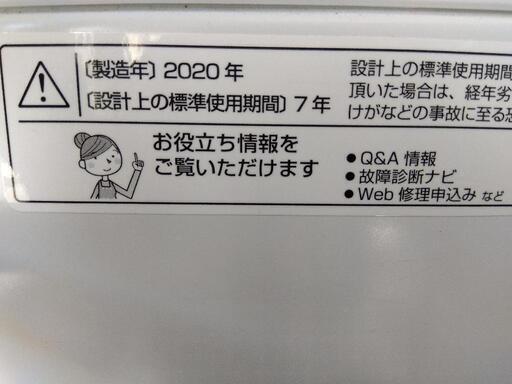 〔製造年〕2020年
〔設計上の標準使用期間〕7年
設計上の標準使用期間
頂いた場合は、経年劣
けがなどの事故に至る
お役立ち情報を
ご覧いただけます
●Q&A 情報
●故障診断ナビ
●Web 修理申込み など